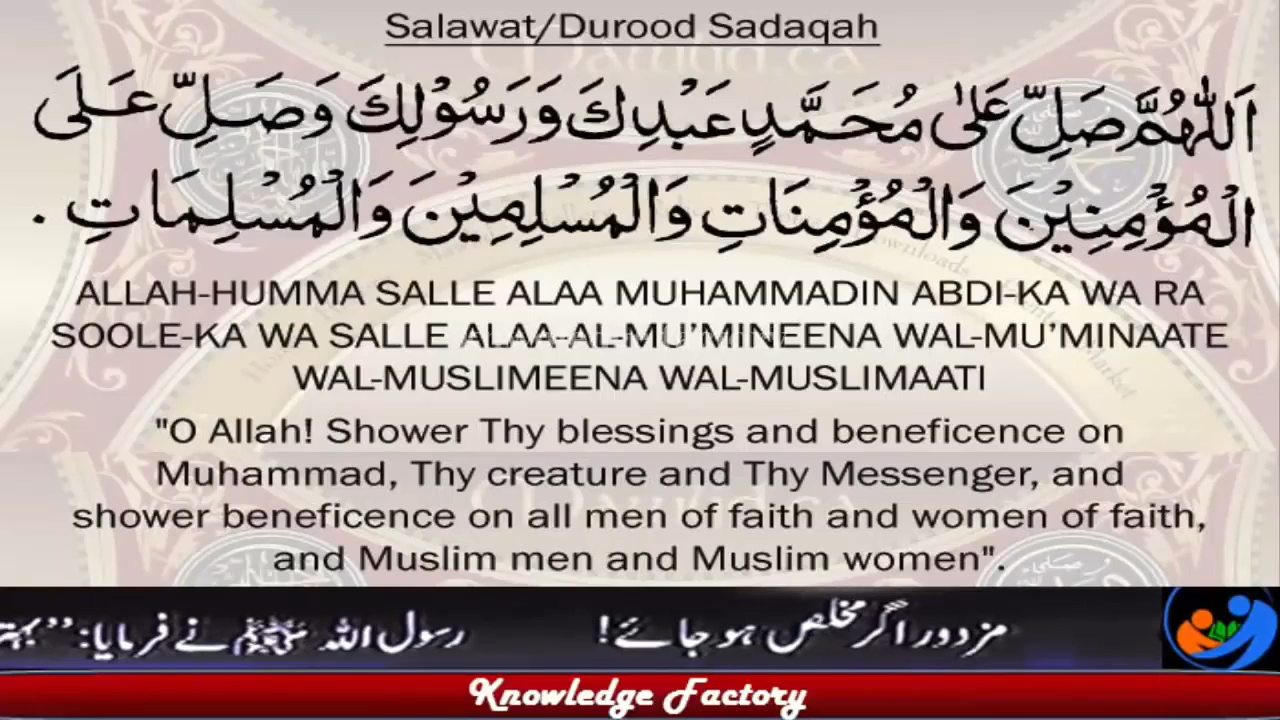 Salawat/Durood Sadaqah
اَللّٰهُمَّ صَلِّ عَلىٰ مُحَمَّدٍ عَبْدِكَ وَرَسُوْلِكَ وَصَلِّ عَلَى
الْمُؤْمِنِيْنَ وَالْمُؤْمِنَاتِ وَالْمُسْلِمِيْنَ وَالْمُسْلِمَاتِ .
ALLAH-HUMMA SALLE ALAA MUHAMMADIN ABDI-KA WA RA
SOOLE-KA WA SALLE ALAA-AL-MU'MINEENA WAL-MU'MINAATE
WAL-MUSLIMEENA WAL-MUSLIMAATI
"O Allah! Shower Thy blessings and beneficence on
Muhammad, Thy creature and Thy Messenger, and
shower beneficence on all men of faith and women of faith,
and Muslim men and Muslim women".
مزدور اگر مخلص ہو جائے! رسول اللہ ﷺ نے فرمایا: ’’بہتر
Knowledge Factory